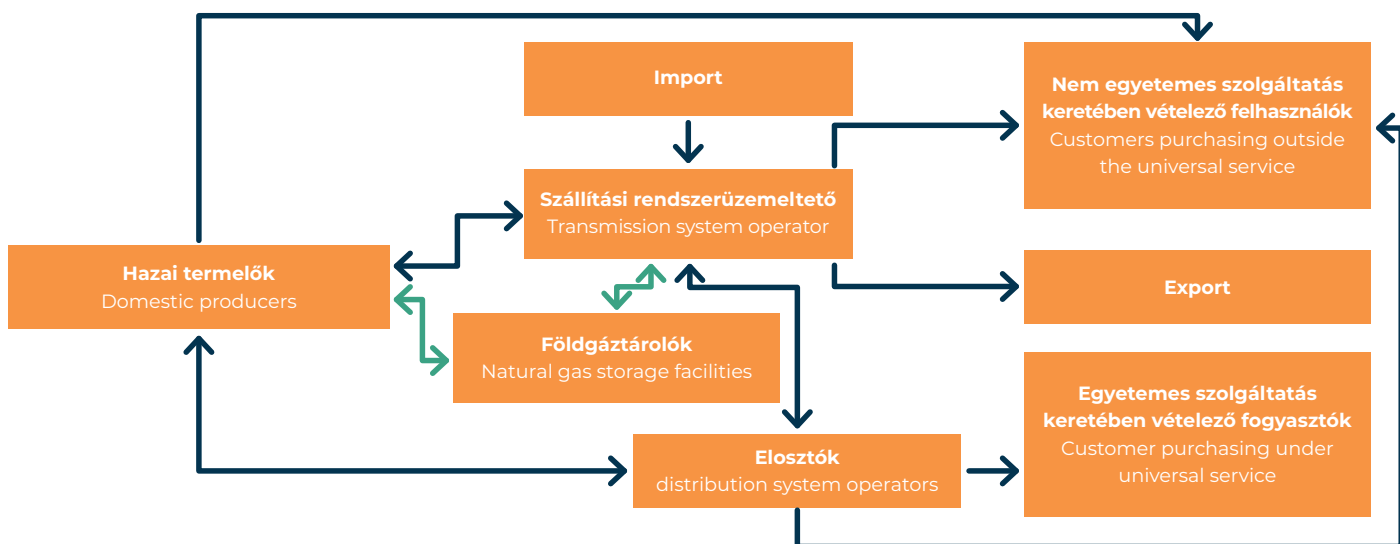 Import
Nem egyetemes szolgáltatás
keretében vételező felhasználók
Customers purchasing outside
the universal service
Szállítási rendszerüzemeltető
Transmission system operator
Hazai termelők
Domestic producers
Export
Földgáztárolók
Natural gas storage facilities
Egyetemes szolgáltatás
keretében vételező fogyasztók
Customer purchasing under
universal service
Elosztók
distribution system operators